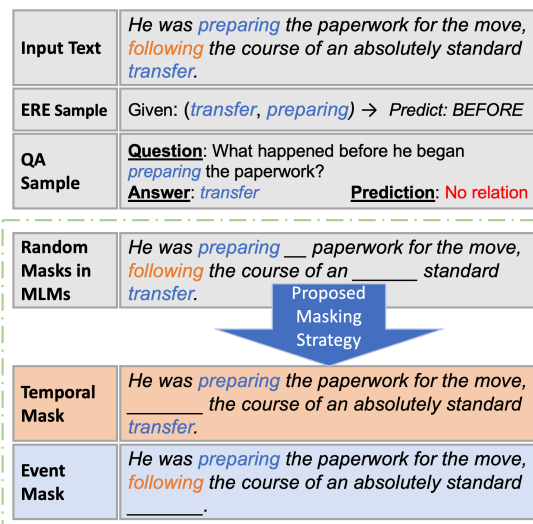 Input Text
He was preparing the paperwork for the move,
following the course of an absolutely standard
transfer.
ERE Sample
Given: (transfer, preparing) → Predict: BEFORE
QA
Sample
Question: What happened before he began
preparing the paperwork?
Answer: transfer Prediction: No relation
Random
Masks in
MLMs
He was preparing __ paperwork for the move,
following the course of an ______ standard
transfer.
Proposed
Masking
Strategy
Temporal
Mask
He was preparing the paperwork for the move,
_______ the course of an absolutely standard
transfer.
Event
Mask
He was preparing the paperwork for the move,
following the course of an absolutely standard
_______.